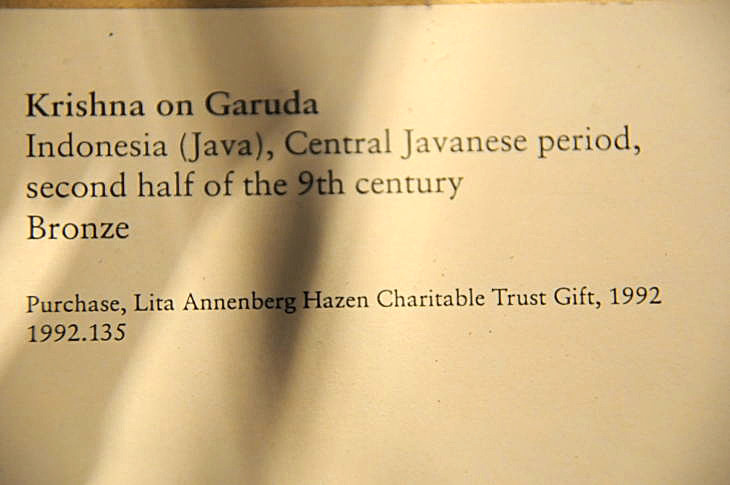 Krishna on Garuda
Indonesia (Java), Central Javanese period,
second half of the 9th century
Bronze
Purchase, Lita Annenberg Hazen Charitable Trust Gift, 1992
1992.135